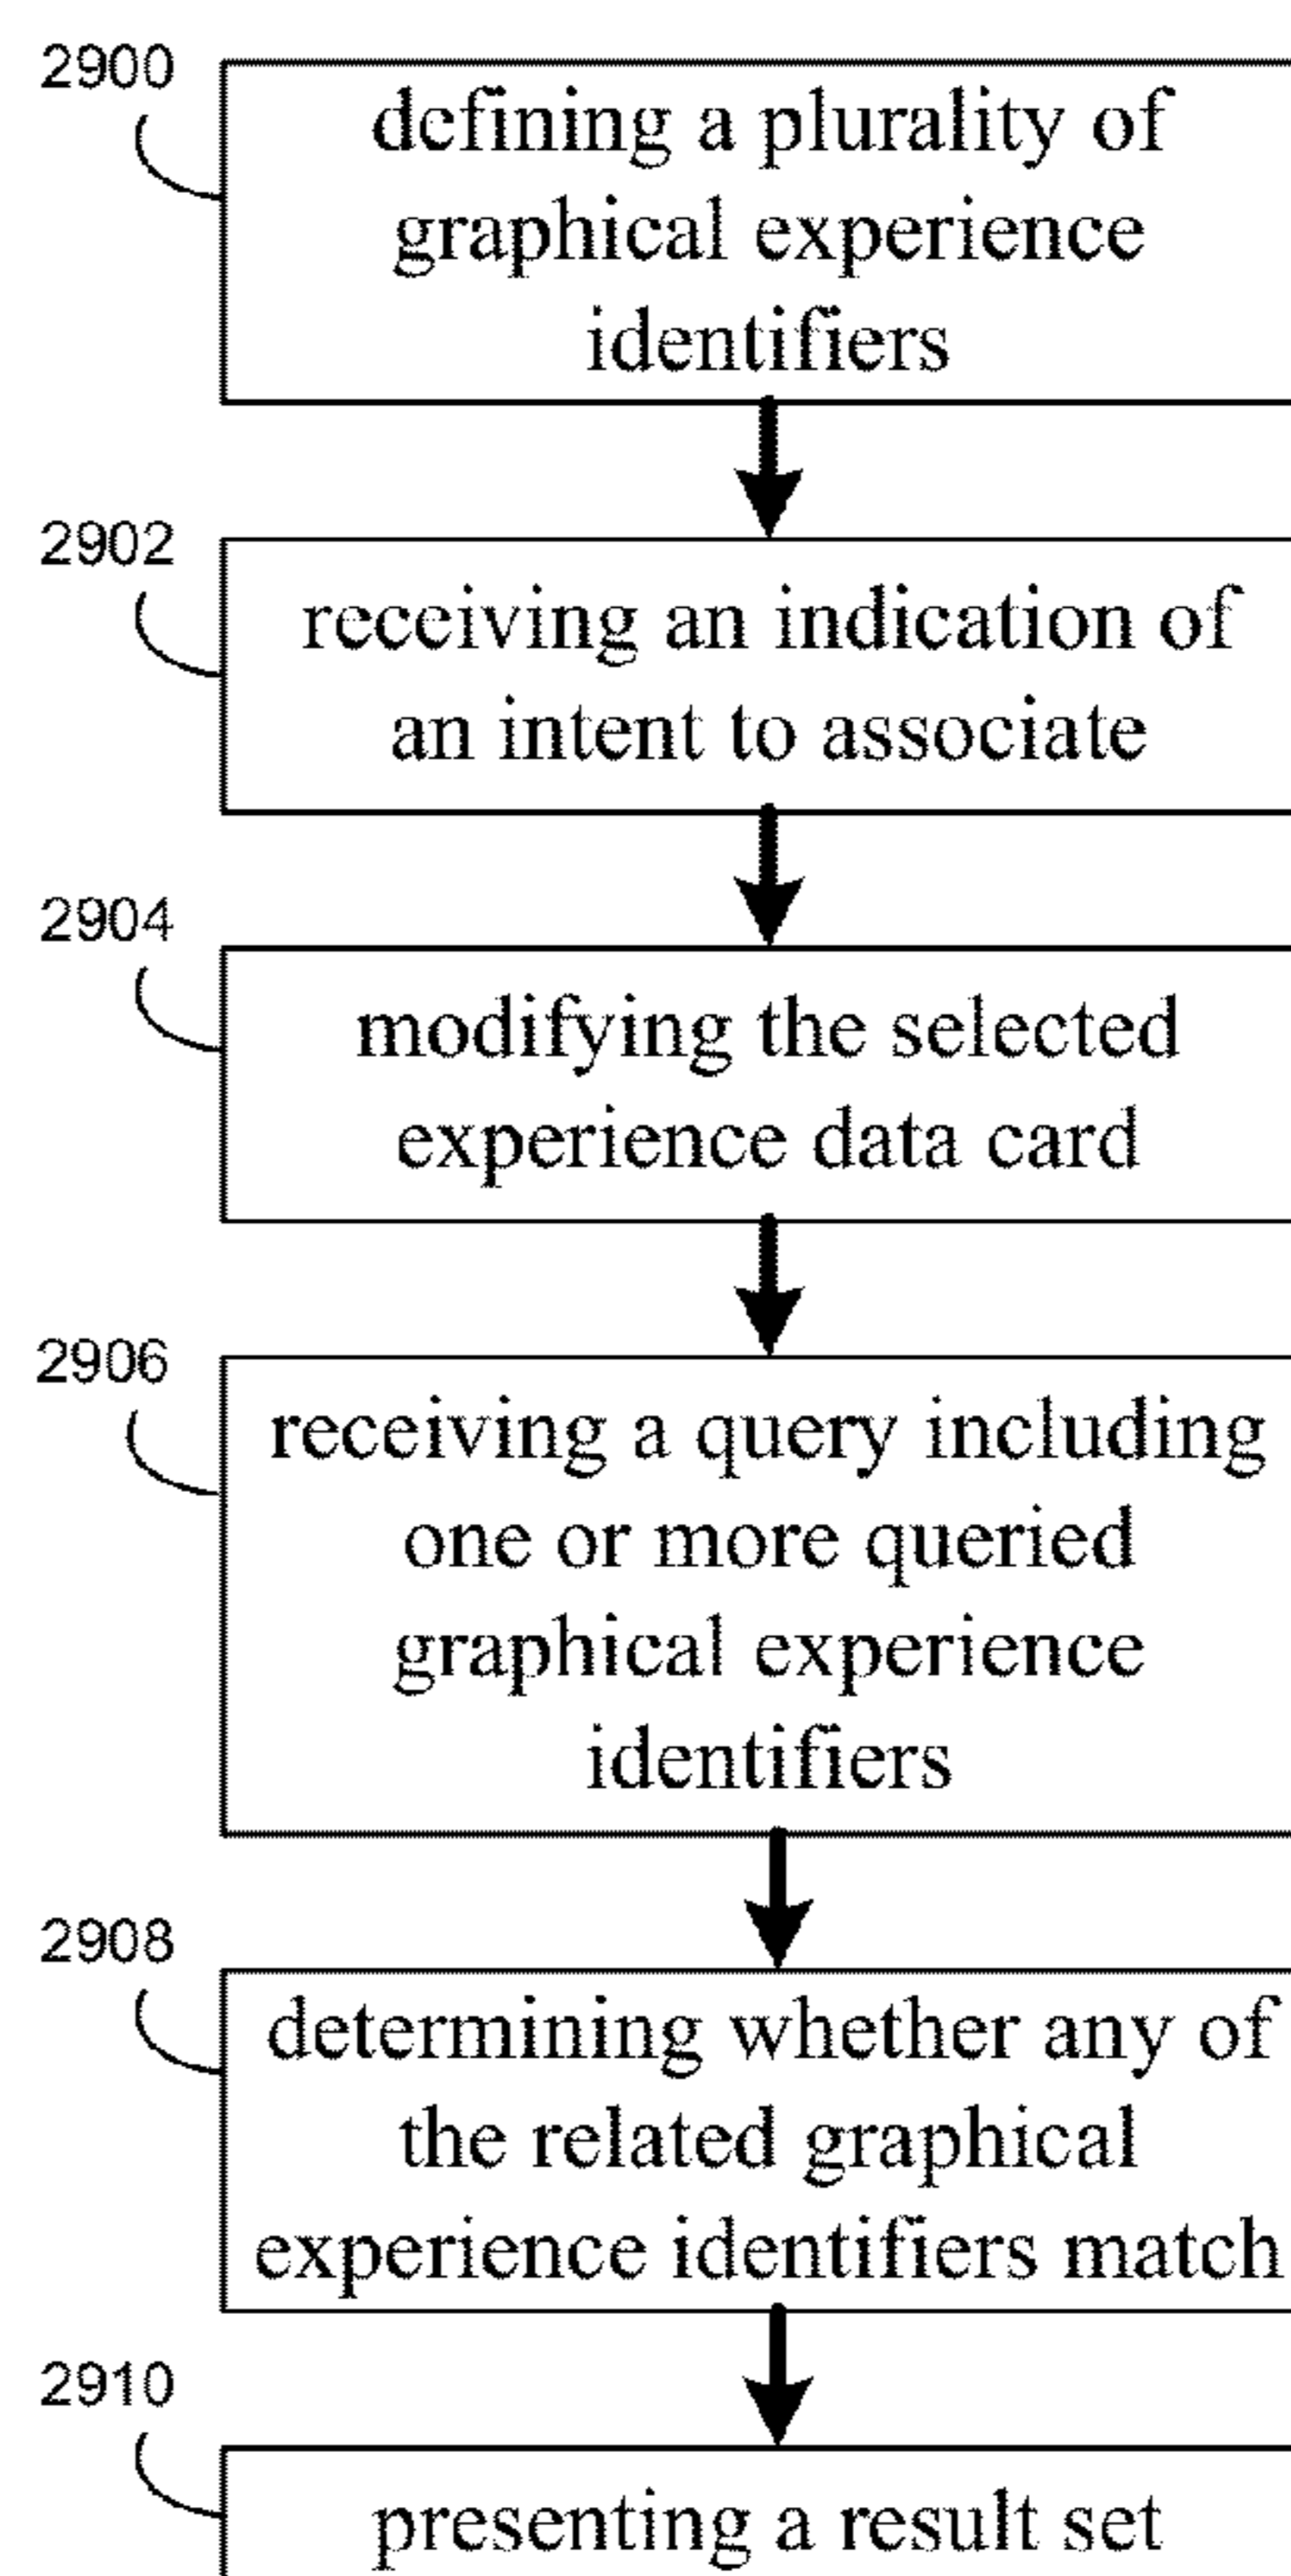 2900
defining a plurality of
graphical experience
identifiers
2902
receiving an indication of
an intent to associate
2904
modifying the selected
experience data card
2906
receiving a query including
one or more queried
graphical experience
identifiers
2908
determining whether any of
the related graphical
experience identifiers match
2910
presenting a result set